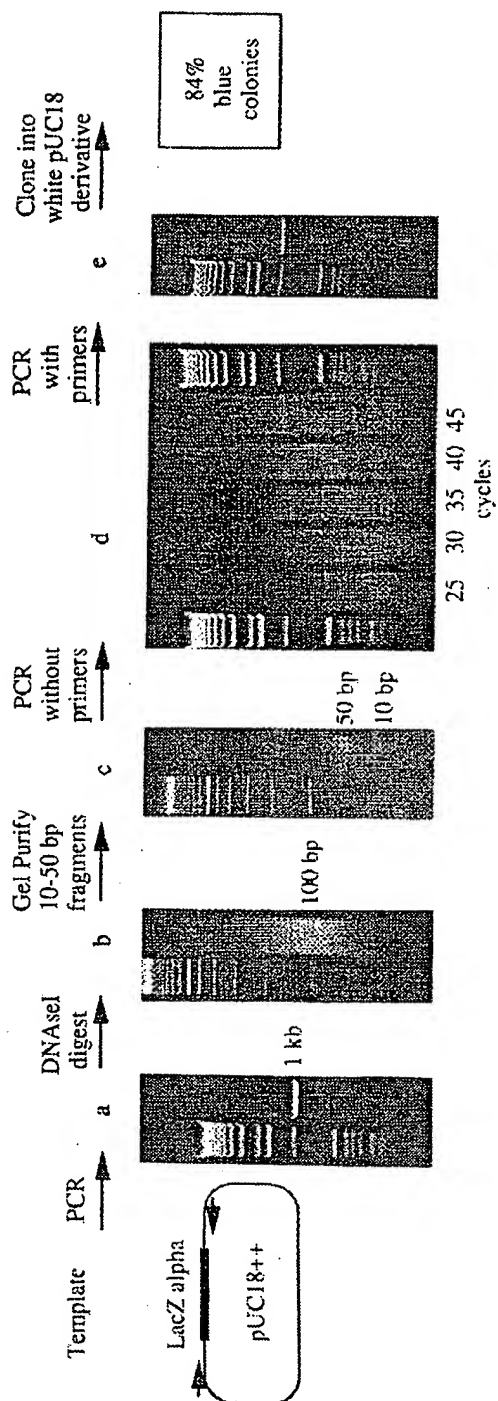 Template
PCR
DNAseI
digest
Gel Purify
10-50 bp
fragments
PCR
without
primers
PCR
with
primers
Clone into
white pUC18
derivative
a
b
c
d
e
LacZ alpha
pUC18++
1 kb
100 bp
50 bp
10 bp
25 30 35 40 45
cycles
84%
blue
colonies